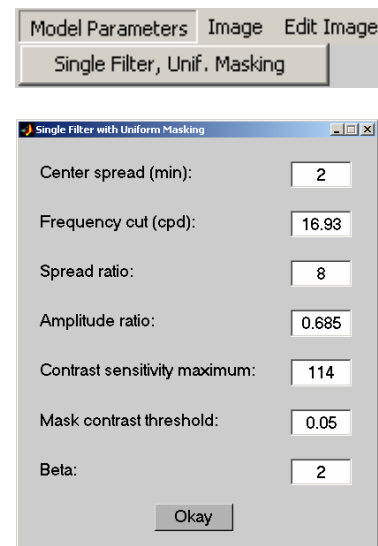 Model Parameters Image Edit Image
Single Filter, Unif. Masking
Single Filter with Uniform Masking
Center spread (min): 2
Frequency cut (cpd): 16.93
Spread ratio: 8
Amplitude ratio: 0.685
Contrast sensitivity maximum: 114
Mask contrast threshold: 0.05
Beta: 2
Okay